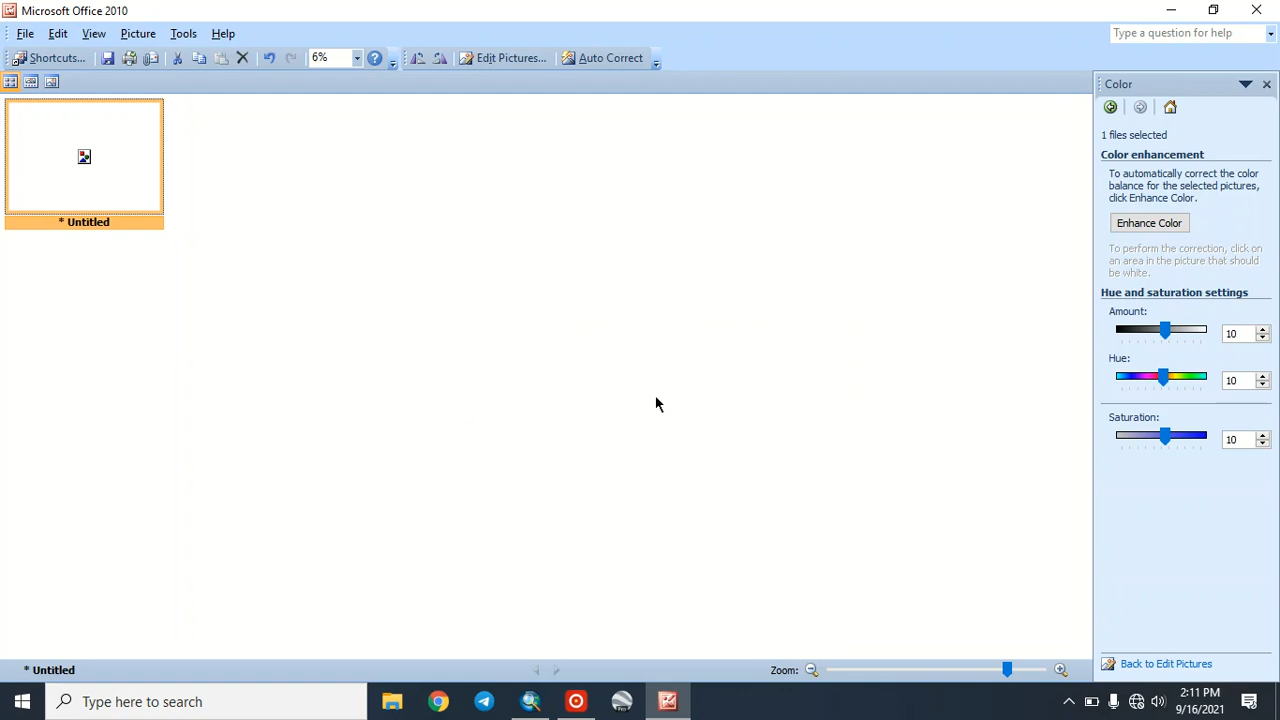 Microsoft Office 2010
File Edit View Picture Tools Help
Type a question for help
Shortcuts... 6% Edit Pictures... Auto Correct
Color
1 files selected
Color enhancement
To automatically correct the color
balance for the selected pictures,
click Enhance Color.
Enhance Color
To perform the correction, click on
an area in the picture that should
be white.
Hue and saturation settings
Amount:
10
Hue:
10
Saturation:
10
* Untitled
Back to Edit Pictures
* Untitled
Zoom:
Type here to search
2:11 PM
9/16/2021